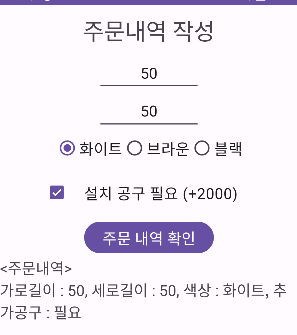 주문내역 작성
50
50
화이트 브라운 블랙
설치 공구 필요 (+2000)
주문 내역 확인
<주문내역>
가로길이 : 50, 세로길이 : 50, 색상 : 화이트, 추
가공구 : 필요